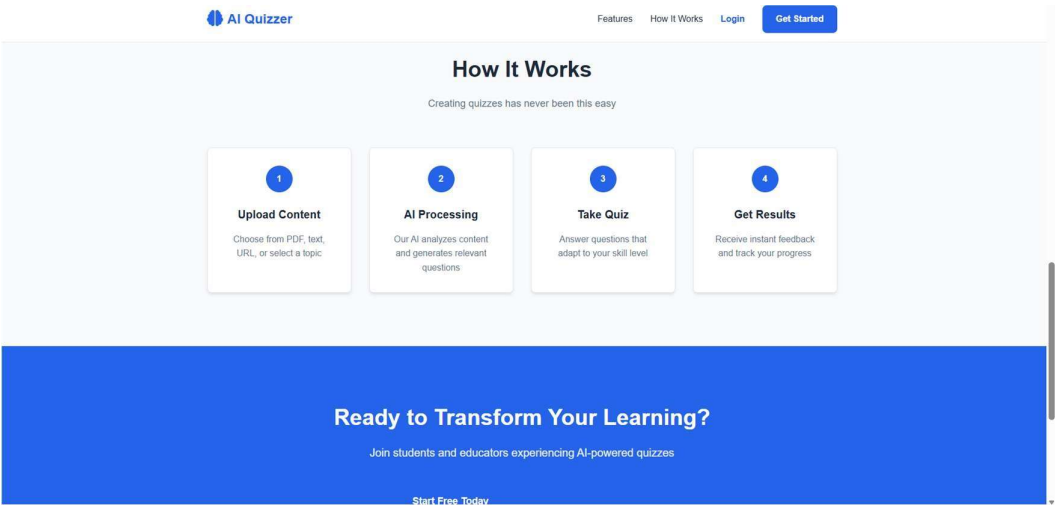 AI Quizzer
Features
How It Works
Login
Get Started
How It Works
Creating quizzes has never been this easy
1
Upload Content
Choose from PDF, text,
URL, or select a topic
2
AI Processing
Our AI analyzes content
and generates relevant
questions
3
Take Quiz
Answer questions that
adapt to your skill level
4
Get Results
Receive instant feedback
and track your progress
Ready to Transform Your Learning?
Join students and educators experiencing AI-powered quizzes
Start Free Today